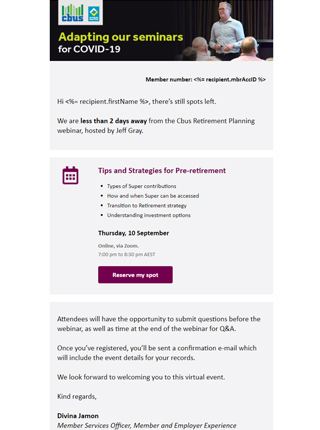 cbus
Adapting our seminars
for COVID-19
Member number: <%= recipient.mbrAccID %>
Hi <%= recipient.firstName %>, there's still spots left.
We are less than 2 days away from the Cbus Retirement Planning
webinar, hosted by Jeff Gray.
Tips and Strategies for Pre-retirement
• Types of Super contributions
• How and when Super can be accessed
• Transition to Retirement strategy
• Understanding investment options
Thursday, 10 September
Online, via Zoom.
7:00 pm to 8:30 pm AEST
Reserve my spot
Attendees will have the opportunity to submit questions before the
webinar, as well as time at the end of the webinar for Q&A.
Once you've registered, you'll be sent a confirmation e-mail which
will include the event details for your records.
We look forward to welcoming you to this virtual event.
Kind regards,
Divina Jamon
Member Services Officer, Member and Employer Experience